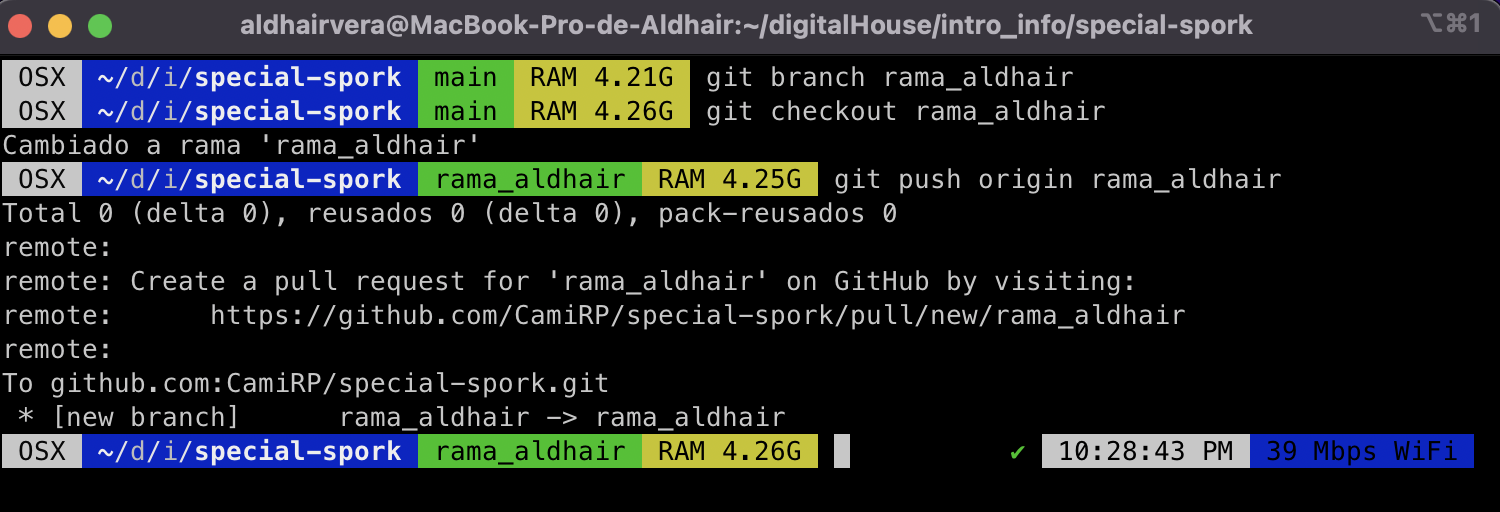 aldhairvera@MacBook-Pro-de-Aldhair:~/digitalHouse/intro_info/special-spork ⌥⌘1
OSX ~/d/i/special-spork main RAM 4.21G git branch rama_aldhair
OSX ~/d/i/special-spork main RAM 4.26G git checkout rama_aldhair
Cambiado a rama 'rama_aldhair'
OSX ~/d/i/special-spork rama_aldhair RAM 4.25G git push origin rama_aldhair
Total 0 (delta 0), reusados 0 (delta 0), pack-reusados 0
remote:
remote: Create a pull request for 'rama_aldhair' on GitHub by visiting:
remote:      https://github.com/CamiRP/special-spork/pull/new/rama_aldhair
remote:
To github.com:CamiRP/special-spork.git
 * [new branch]      rama_aldhair -> rama_aldhair
OSX ~/d/i/special-spork rama_aldhair RAM 4.26G ✔ 10:28:43 PM 39 Mbps WiFi